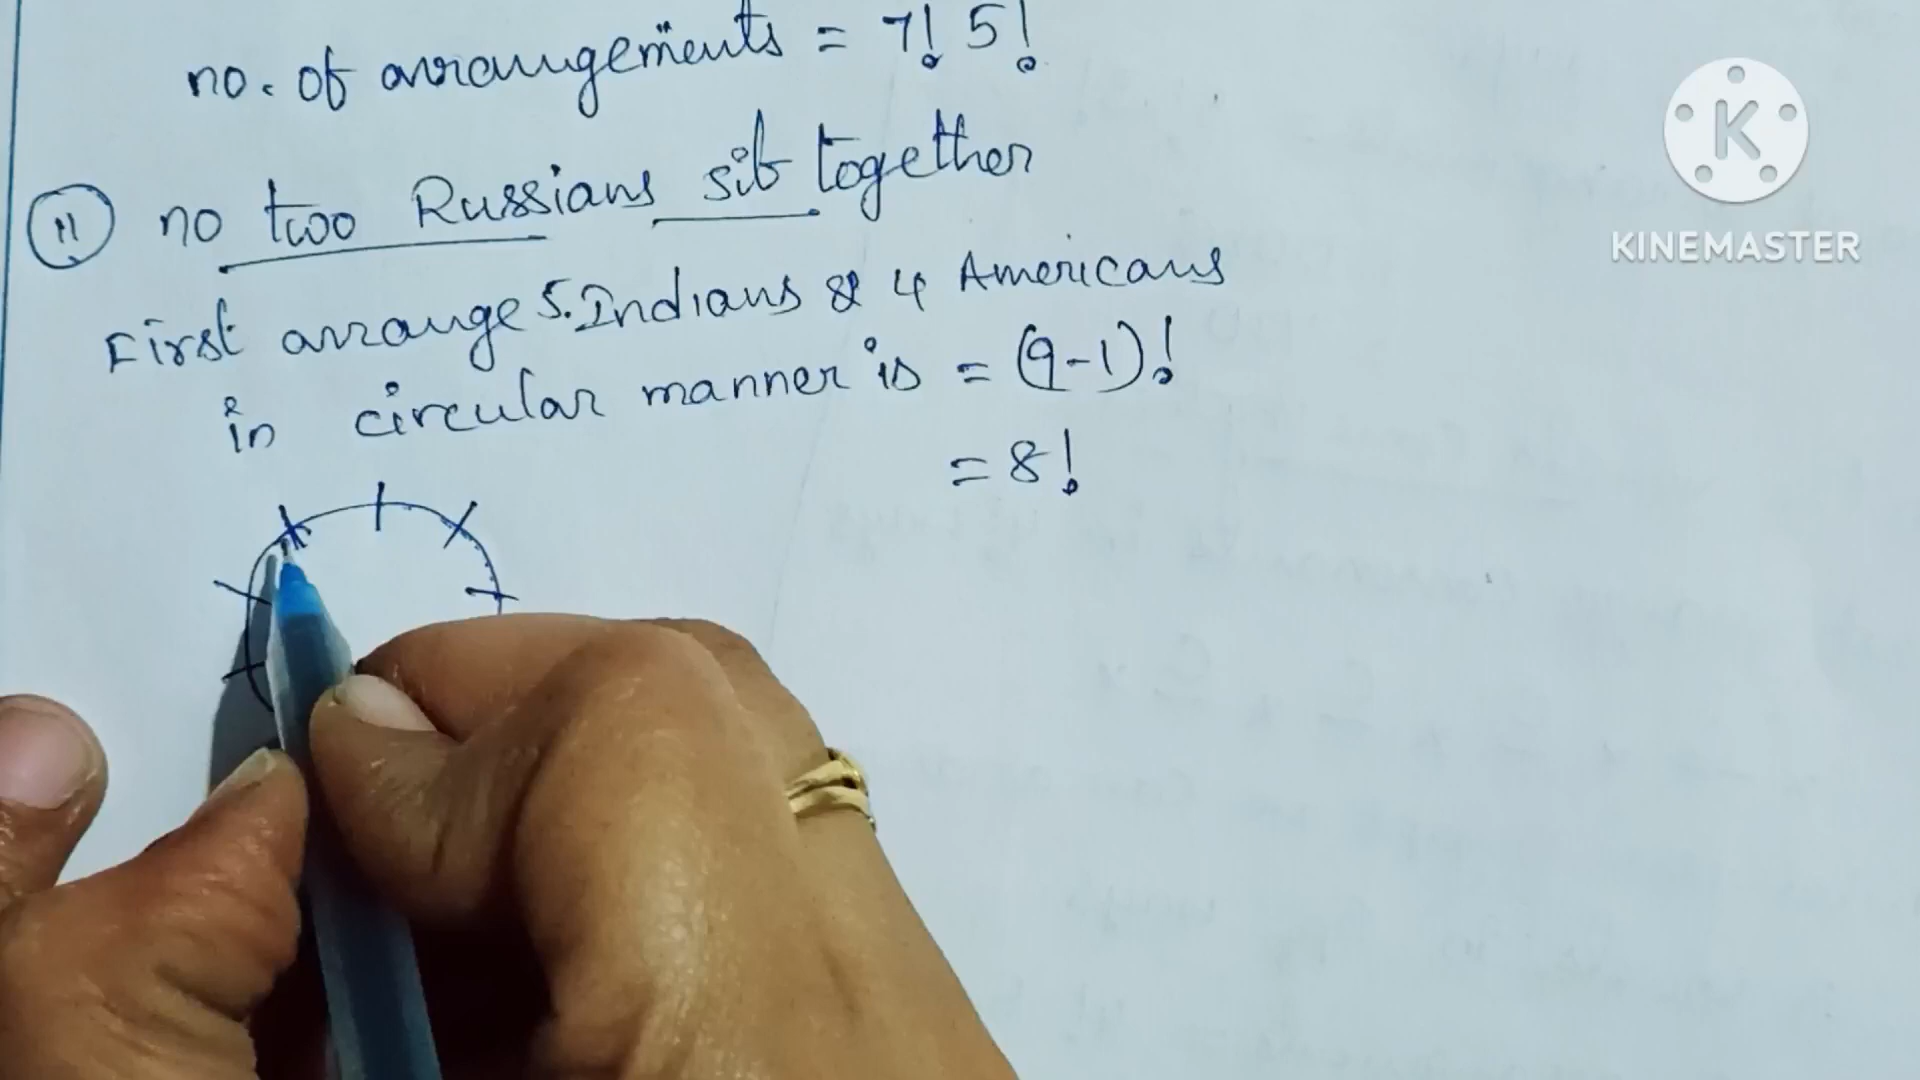 no. of arrangements = 7! 5!
(ii) no two Russians sit together
First arrange 5 Indians & 4 Americans
in circular manner is = (9-1)!
= 8!
K
KINEMASTER